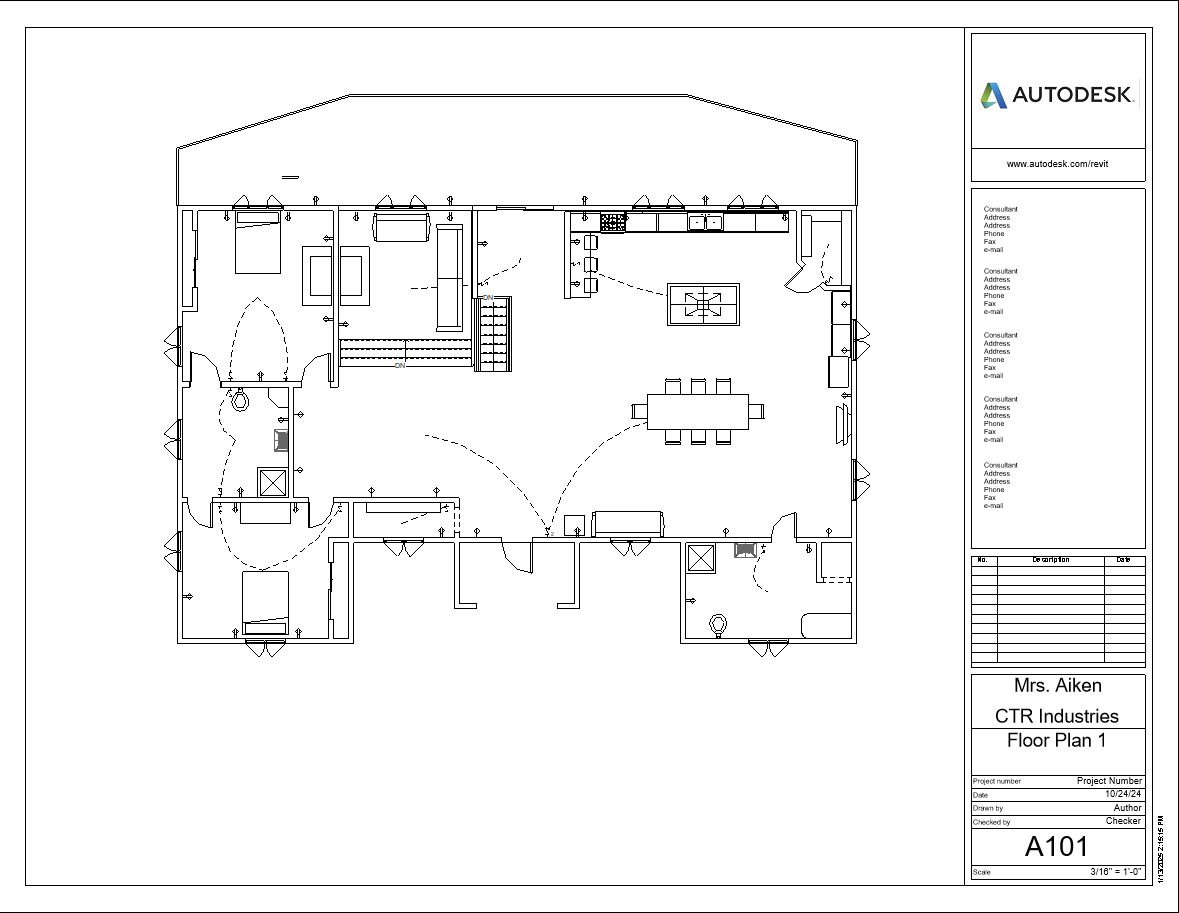 AUTODESK.
www.autodesk.com/revit
Consultant
Address
Address
Phone
Fax
e-mail
Consultant
Address
Address
Phone
Fax
e-mail
Consultant
Address
Address
Phone
Fax
e-mail
Consultant
Address
Address
Phone
Fax
e-mail
Consultant
Address
Address
Phone
Fax
e-mail
No. Description Date
Mrs. Aiken
CTR Industries
Floor Plan 1
Project number Project Number
Date 10/24/24
Drawn by Author
Checked by Checker
A101
Scale 3/16" = 1'-0"
1/13/2025 2:15:15 PM
DN
DN